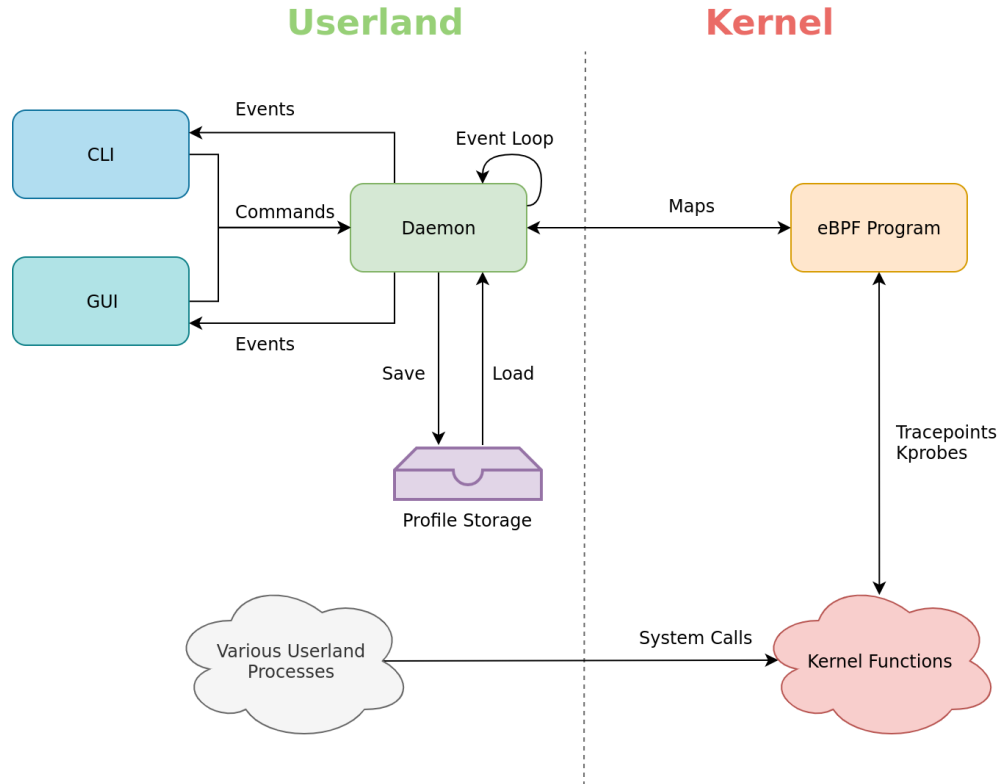 Userland
Kernel
Events
CLI
Event Loop
Commands
Maps
Daemon
eBPF Program
GUI
Events
Save
Load
Tracepoints
Kprobes
Profile Storage
System Calls
Various Userland
Processes
Kernel Functions